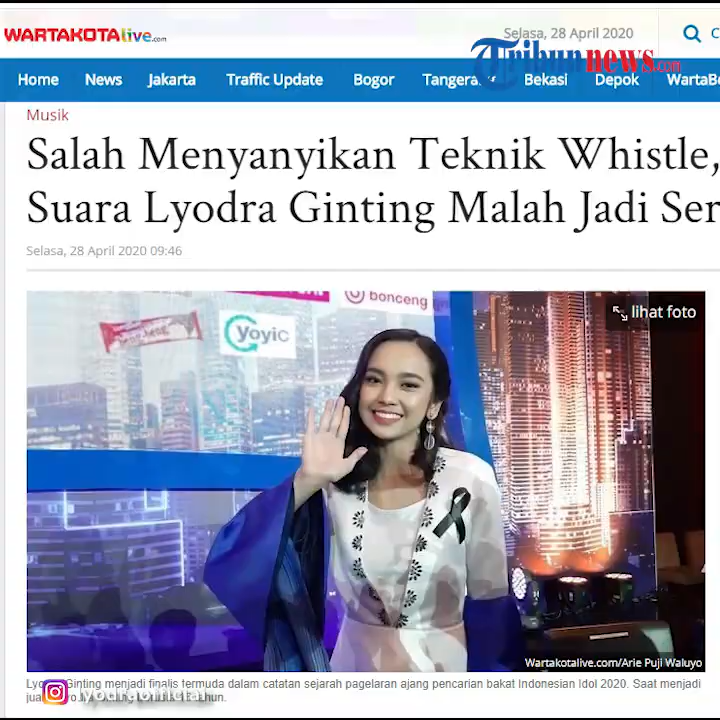 WARTAKOTAlive.com
Selasa, 28 April 2020
Tribunnews.com
Home News Jakarta Traffic Update Bogor Tangerang Bekasi Depok WartaB
Musik
Salah Menyanyikan Teknik Whistle,
Suara Lyodra Ginting Malah Jadi Ser
Selasa, 28 April 2020 09:46
bonceng
Yoyic
lihat foto
Wartakotalive.com/Arie Puji Waluyo
Ginting menjadi finalis termuda dalam catatan sejarah pagelaran ajang pencarian bakat Indonesian Idol 2020. Saat menjadi